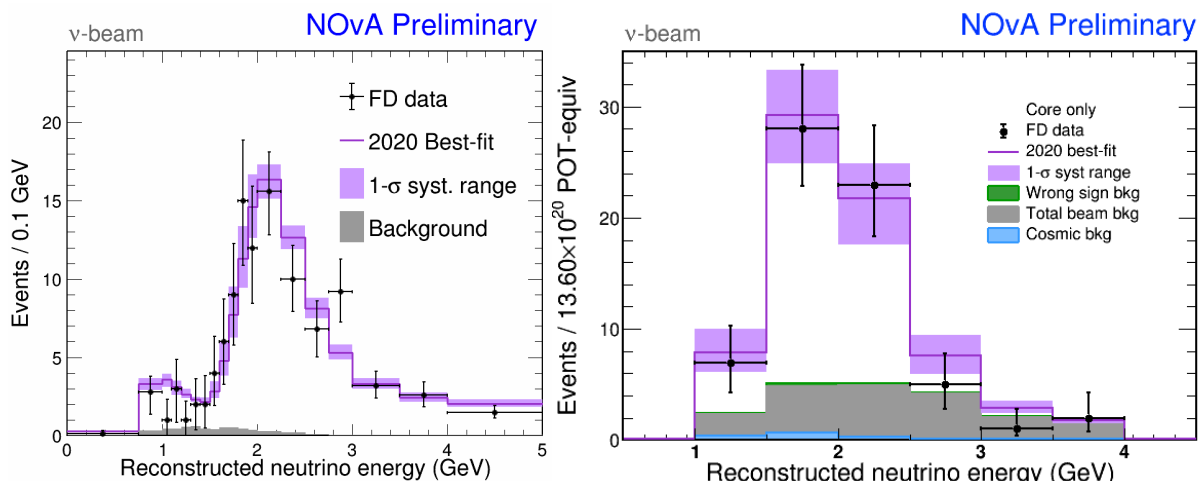 ν-beam NOvA Preliminary
20
15
10
5
0
Events / 0.1 GeV
FD data
2020 Best-fit
1-σ syst. range
Background
0 1 2 3 4 5
Reconstructed neutrino energy (GeV)
ν-beam NOvA Preliminary
30
20
10
0
Events / 13.60×10²⁰ POT-equiv
Core only
FD data
2020 best-fit
1-σ syst range
Wrong sign bkg
Total beam bkg
Cosmic bkg
1 2 3 4
Reconstructed neutrino energy (GeV)